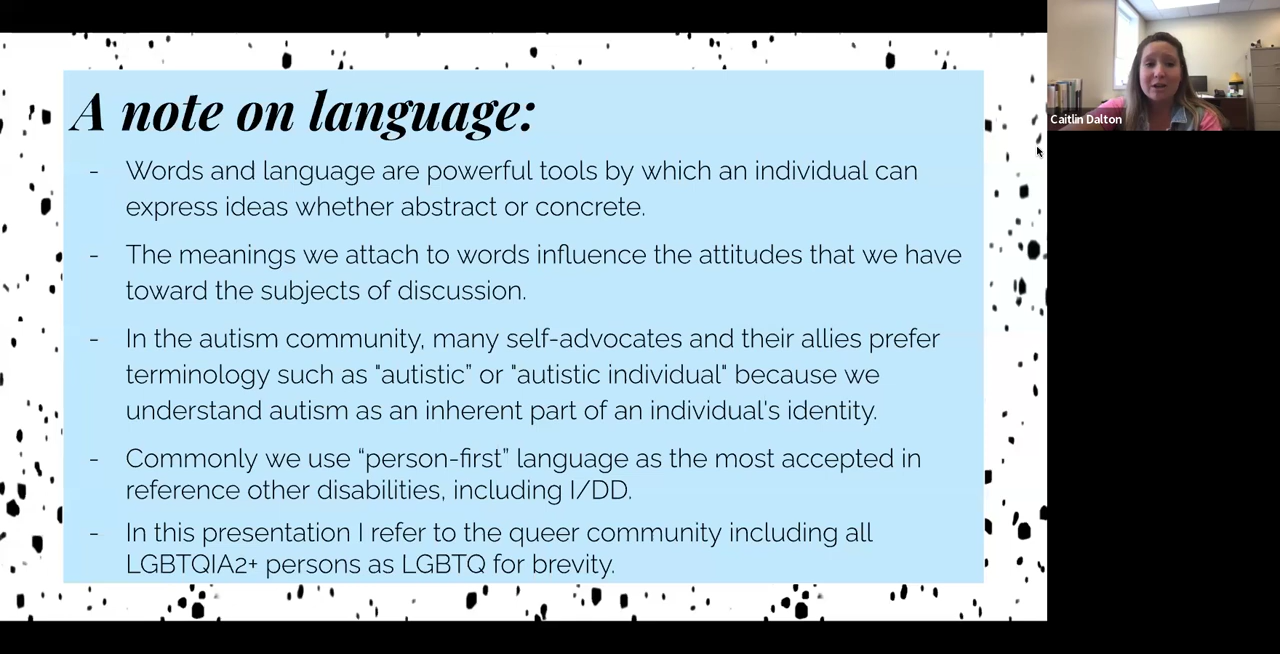 A note on language:
- Words and language are powerful tools by which an individual can
express ideas whether abstract or concrete.
- The meanings we attach to words influence the attitudes that we have
toward the subjects of discussion.
- In the autism community, many self-advocates and their allies prefer
terminology such as "autistic” or "autistic individual" because we
understand autism as an inherent part of an individual's identity.
- Commonly we use “person-first” language as the most accepted in
reference other disabilities, including I/DD.
- In this presentation I refer to the queer community including all
LGBTQIA2+ persons as LGBTQ for brevity.
Caitlin Dalton